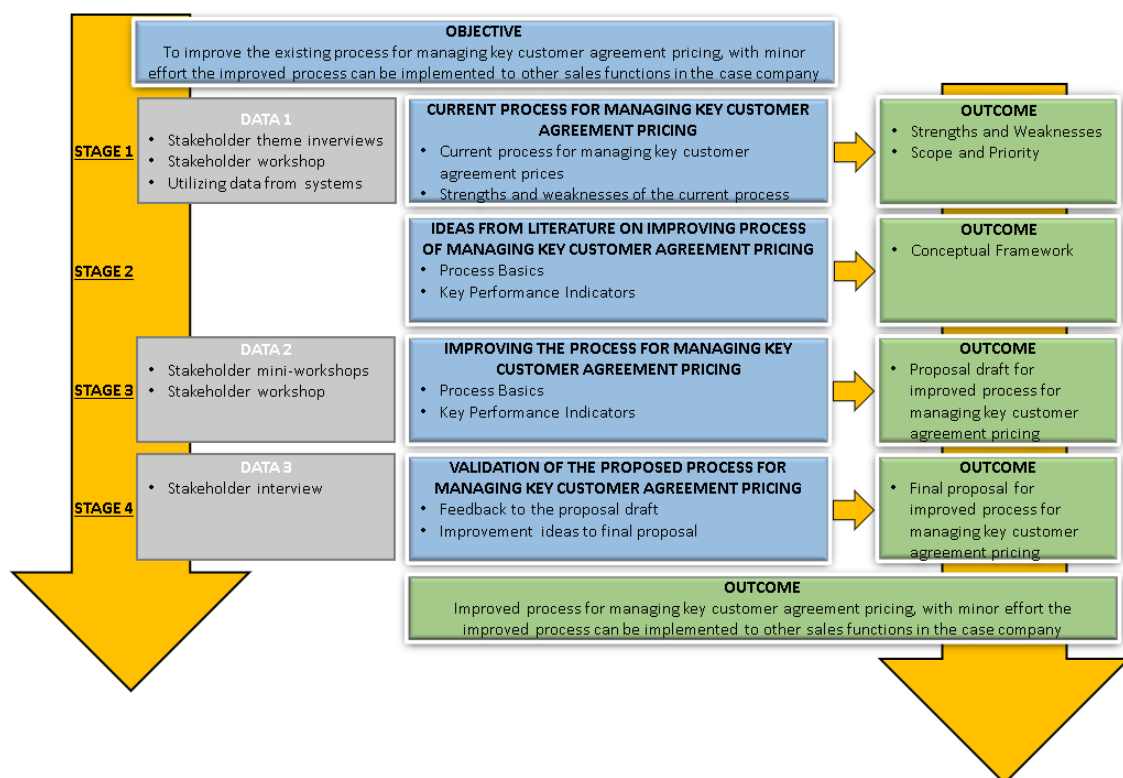 OBJECTIVE
To improve the existing process for managing key customer agreement pricing, with minor
effort the improved process can be implemented to other sales functions in the case company
STAGE 1
DATA 1
• Stakeholder theme inverviews
• Stakeholder workshop
• Utilizing data from systems
CURRENT PROCESS FOR MANAGING KEY CUSTOMER
AGREEMENT PRICING
• Current process for managing key customer
agreement prices
• Strengths and weaknesses of the current process
OUTCOME
• Strengths and Weaknesses
• Scope and Priority
STAGE 2
IDEAS FROM LITERATURE ON IMPROVING PROCESS
OF MANAGING KEY CUSTOMER AGREEMENT PRICING
• Process Basics
• Key Performance Indicators
OUTCOME
• Conceptual Framework
STAGE 3
DATA 2
• Stakeholder mini-workshops
• Stakeholder workshop
IMPROVING THE PROCESS FOR MANAGING KEY
CUSTOMER AGREEMENT PRICING
• Process Basics
• Key Performance Indicators
OUTCOME
• Proposal draft for
improved process for
managing key customer
agreement pricing
STAGE 4
DATA 3
• Stakeholder interview
VALIDATION OF THE PROPOSED PROCESS FOR
MANAGING KEY CUSTOMER AGREEMENT PRICING
• Feedback to the proposal draft
• Improvement ideas to final proposal
OUTCOME
• Final proposal for
improved process for
managing key customer
agreement pricing
OUTCOME
Improved process for managing key customer agreement pricing, with minor effort the
improved process can be implemented to other sales functions in the case company